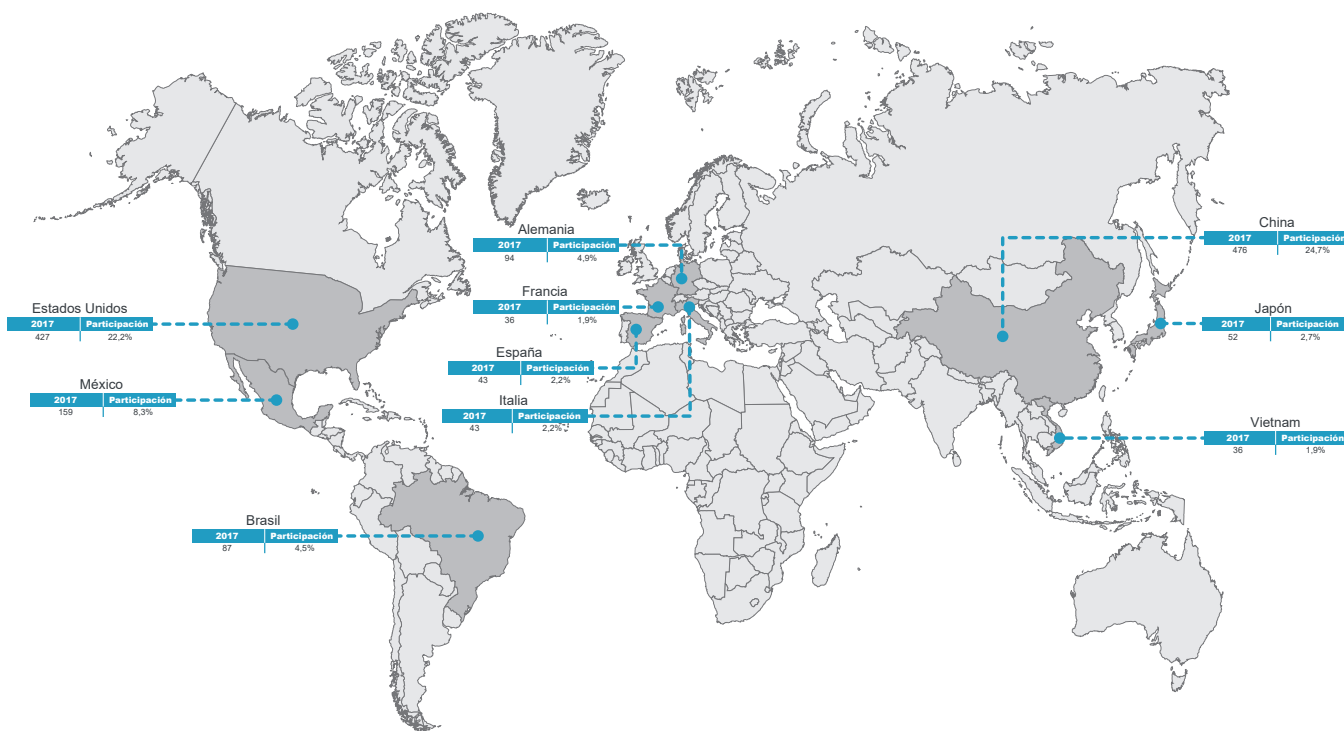 Alemania
2017 Participación
94 4,9%
Francia
2017 Participación
36 1,9%
España
2017 Participación
43 2,2%
Italia
2017 Participación
43 2,2%
Estados Unidos
2017 Participación
427 22,2%
México
2017 Participación
159 8,3%
Brasil
2017 Participación
87 4,5%
China
2017 Participación
476 24,7%
Japón
2017 Participación
52 2,7%
Vietnam
2017 Participación
36 1,9%